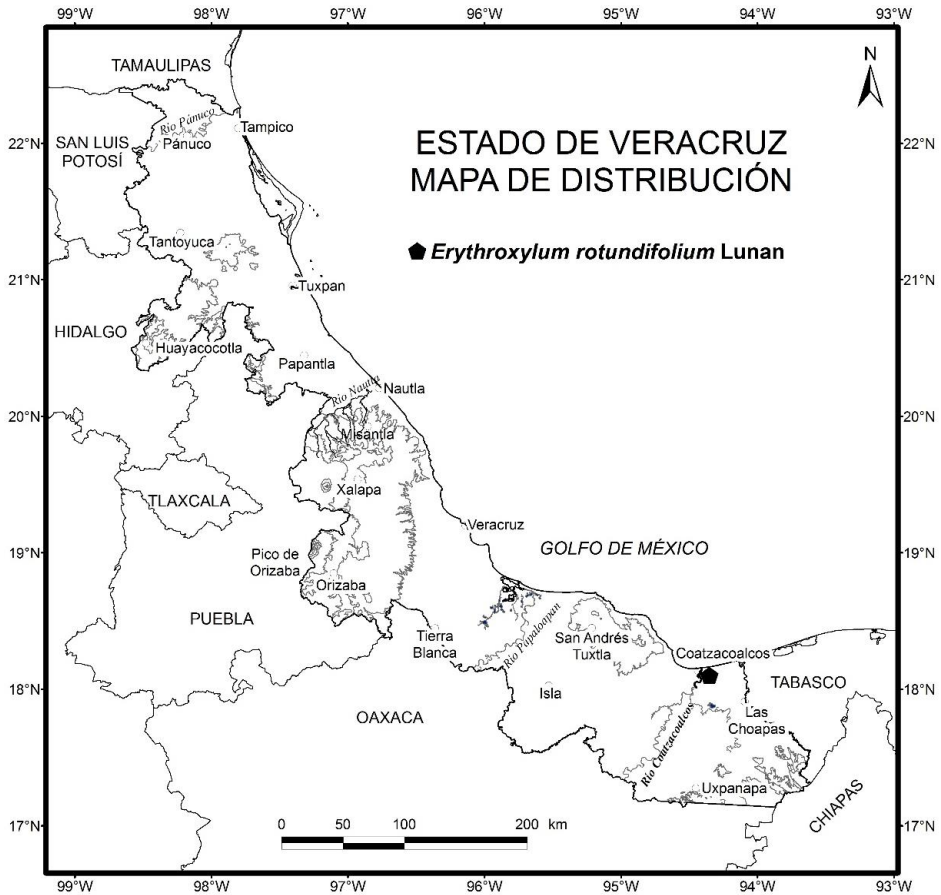 99°W 98°W 97°W 96°W 95°W 94°W 93°W
N
TAMAULIPAS
Río Pánuco
Tampico
22°N
SAN LUIS
POTOSÍ
Pánuco
22°N
ESTADO DE VERACRUZ
MAPA DE DISTRIBUCIÓN
Tantoyuca
Erythroxylum rotundifolium Lunan
21°N
Tuxpan
21°N
HIDALGO
Huayacocotla
Papantla
Río Nautla
Nautla
20°N
20°N
Misantla
TLAXCALA
Xalapa
Veracruz
19°N
Pico de
Orizaba
GOLFO DE MÉXICO
19°N
Orizaba
PUEBLA
Tierra
Blanca
Río Papaloapan
San Andrés
Tuxtla
Coatzacoalcos
18°N
Isla
TABASCO
18°N
OAXACA
Río Coatzacoalcos
Las
Choapas
Uxpanapa
CHIAPAS
17°N
0 50 100 200 km
17°N
99°W 98°W 97°W 96°W 95°W 94°W 93°W